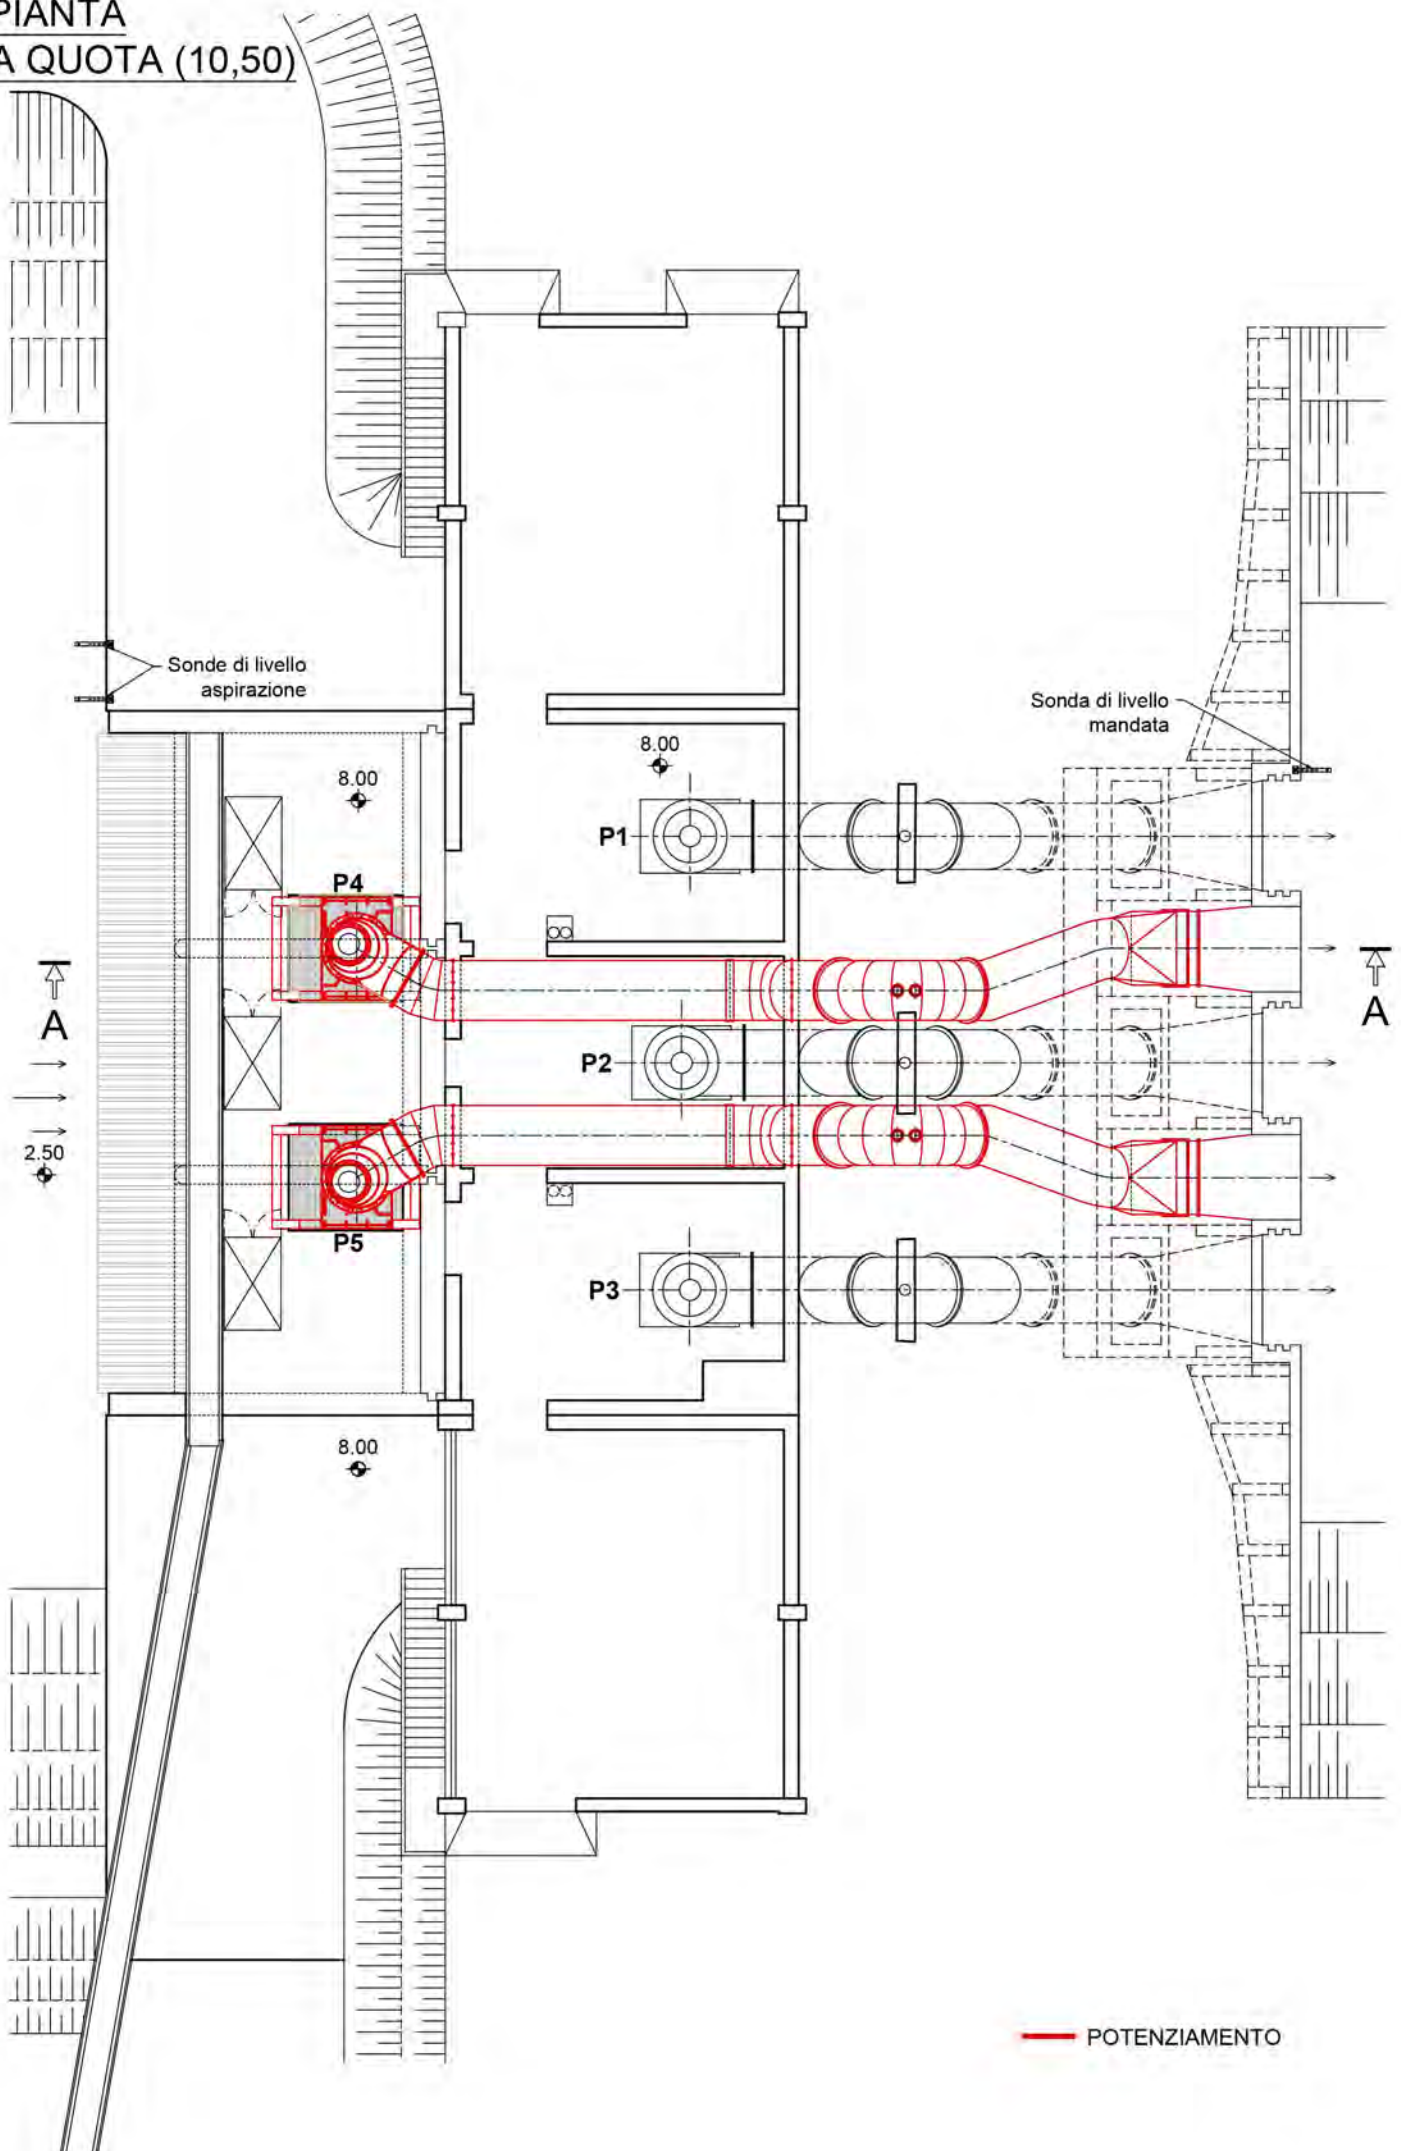 PIANTA
A QUOTA (10,50)
Sonde di livello
aspirazione
Sonda di livello
mandata
8.00
8.00
P1
P4
A
A
P2
2.50
P5
P3
8.00
POTENZIAMENTO